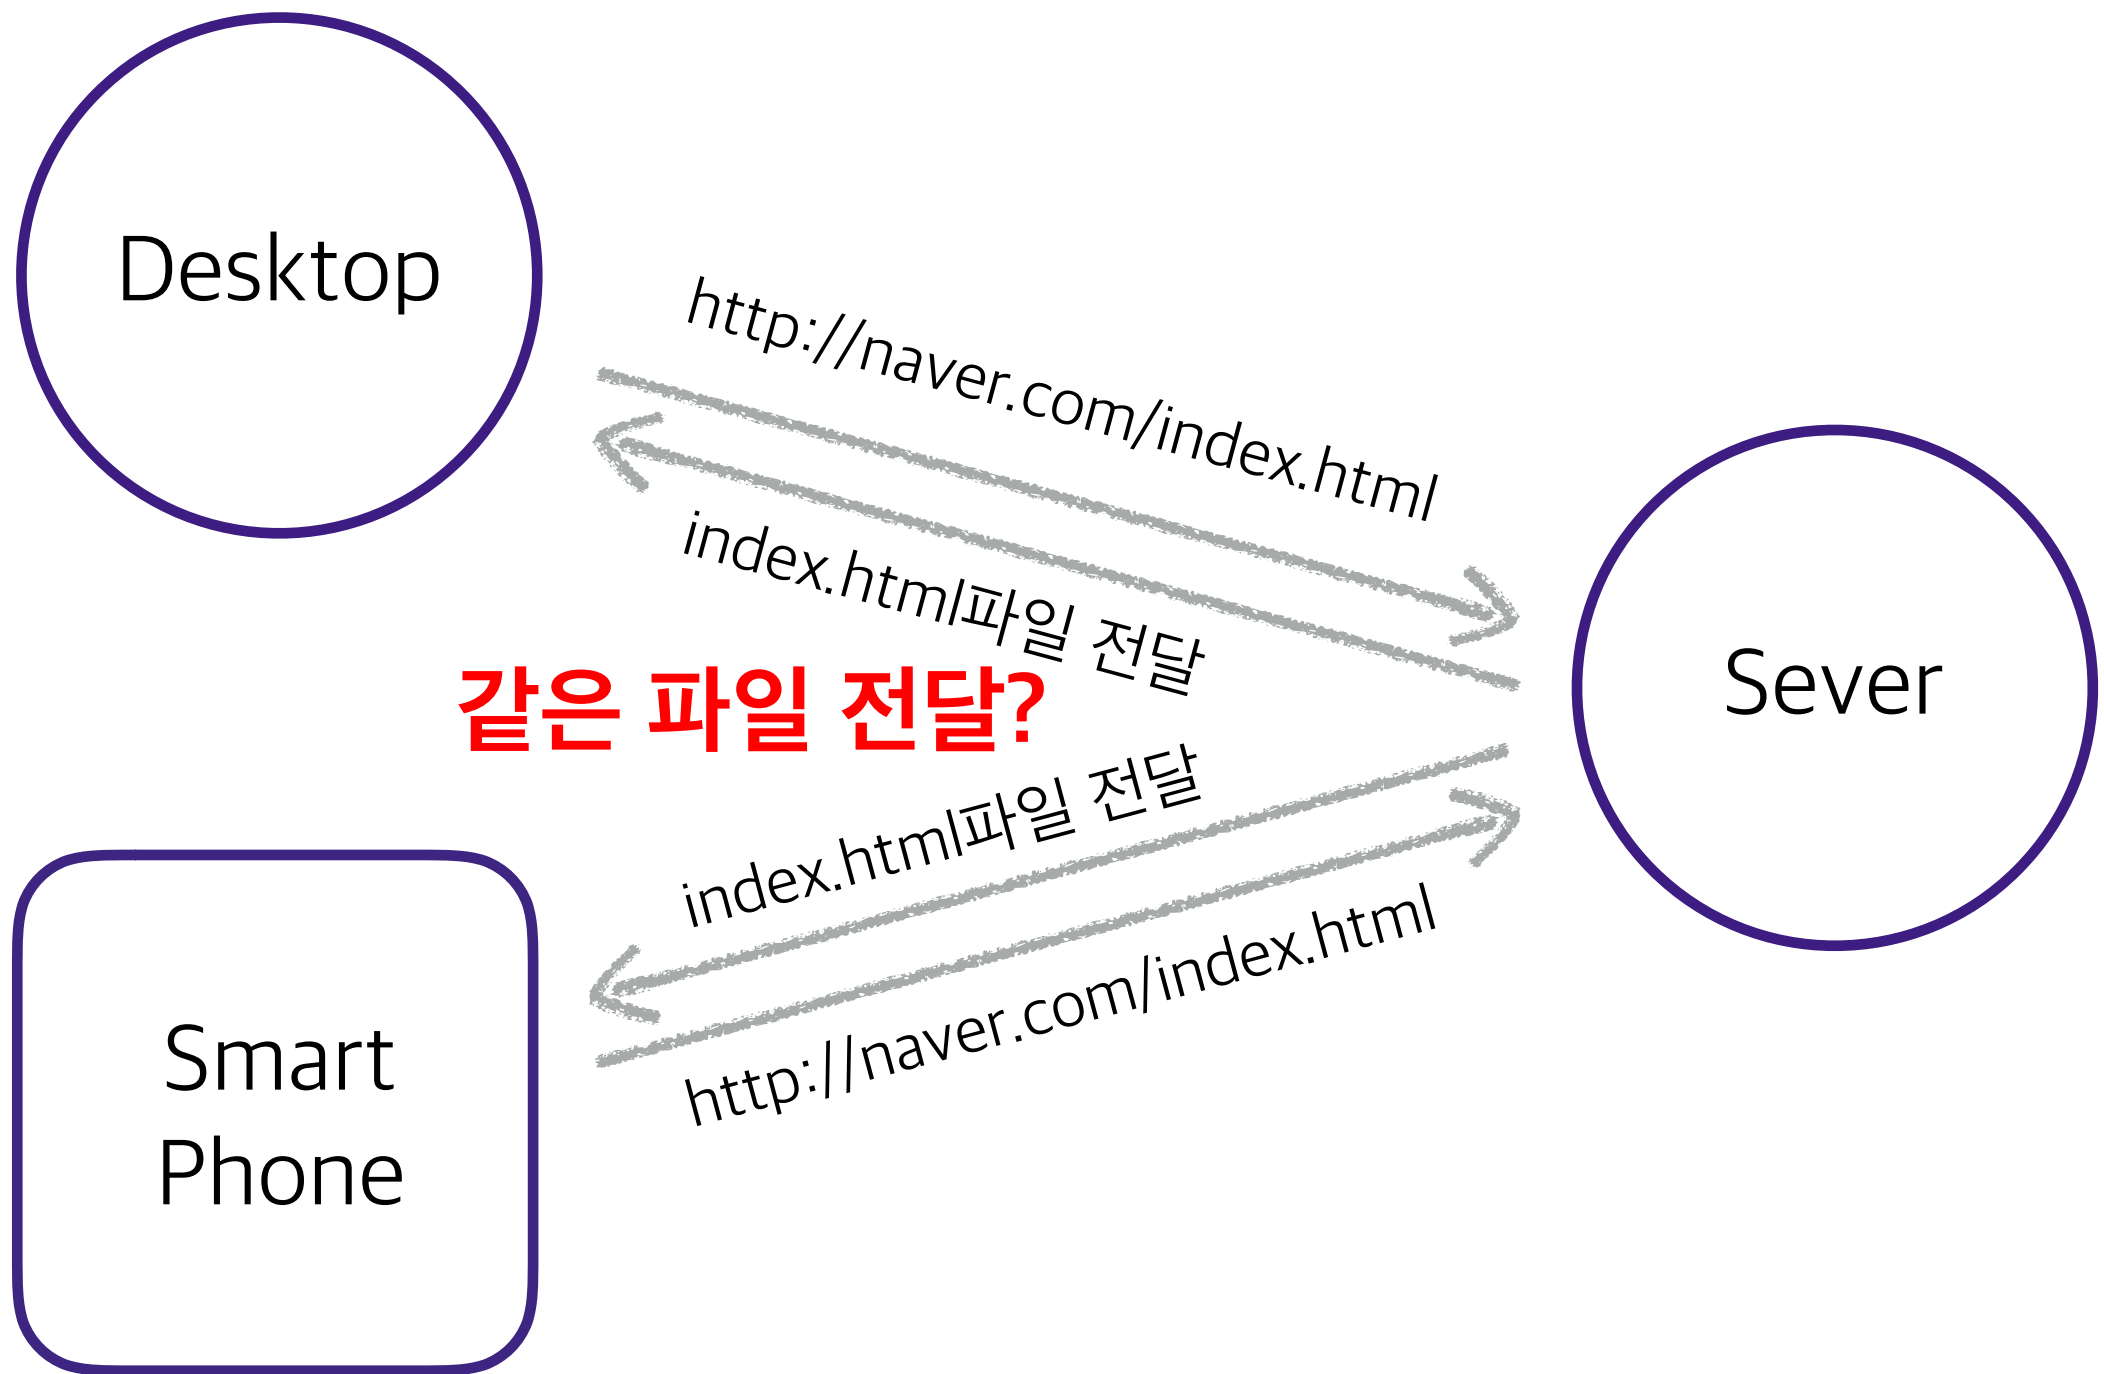 Desktop
http://naver.com/index.html
index.html파일 전달
같은 파일 전달?
Sever
index.html파일 전달
http://naver.com/index.html
Smart
Phone